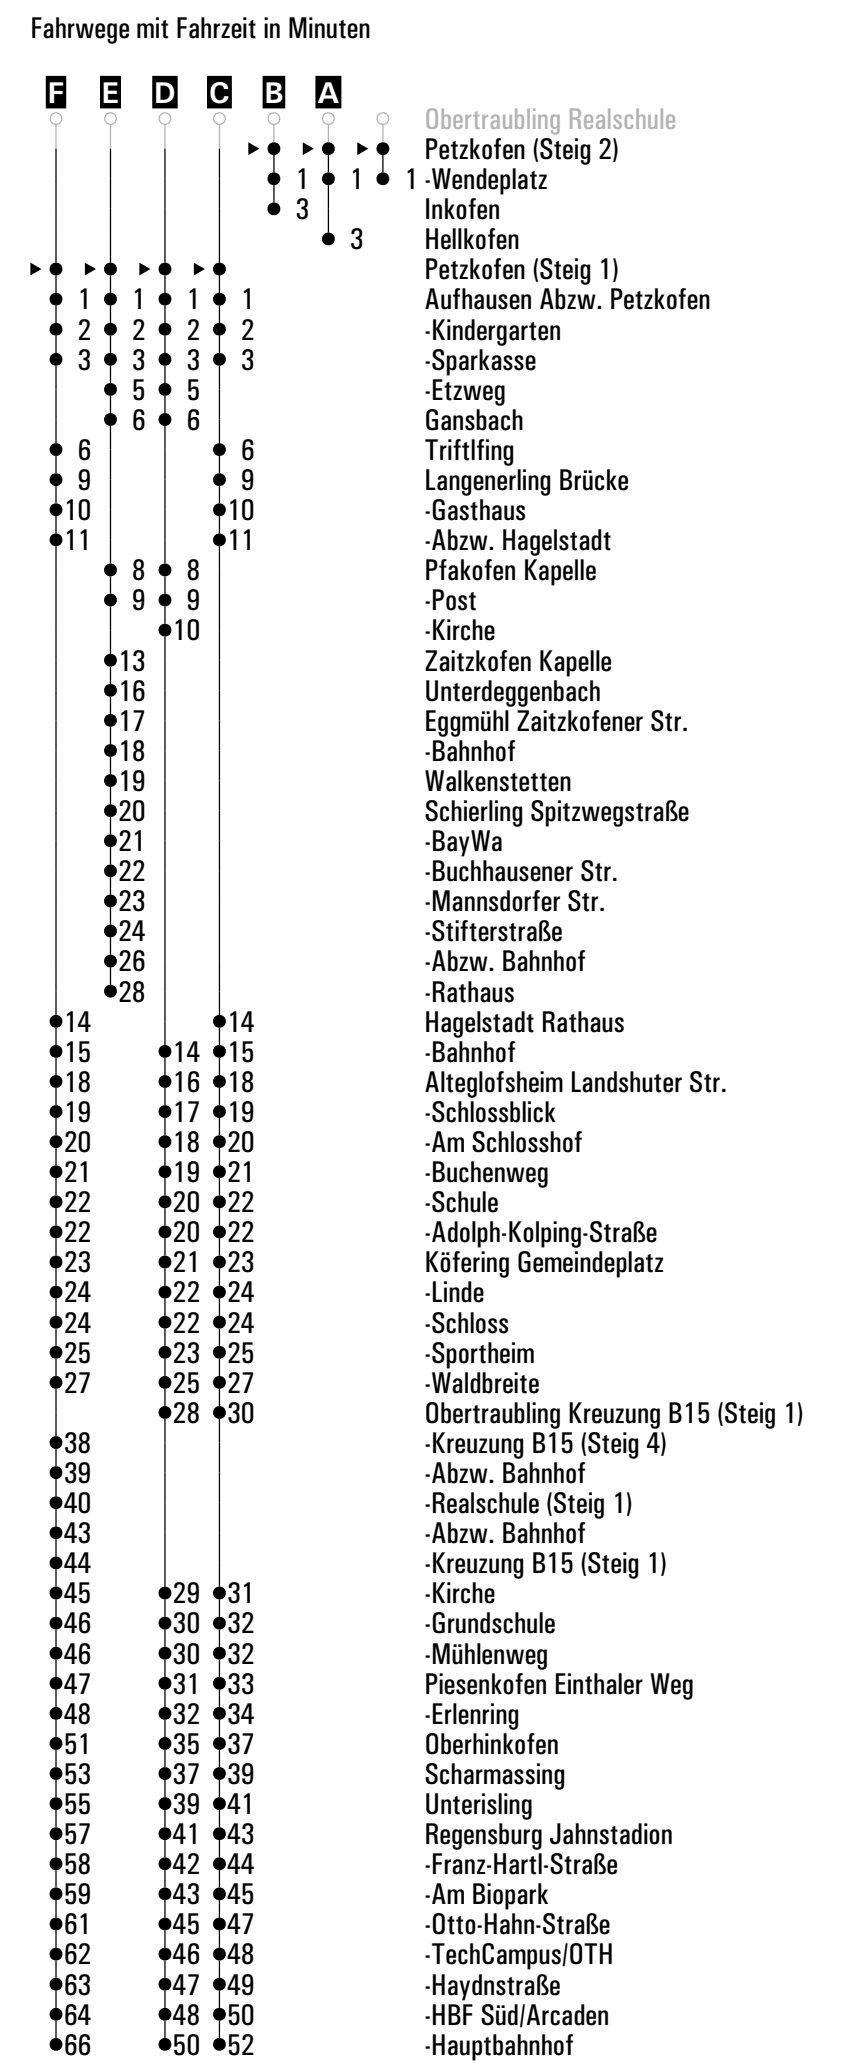 Fahrwege mit Fahrzeit in Minuten
F E D C B A
Obertraubling Realschule
Petzkofen (Steig 2)
1 1 1 -Wendeplatz
3 Inkofen
3 Hellkofen
Petzkofen (Steig 1)
1 1 1 1 Aufhausen Abzw. Petzkofen
2 2 2 2 -Kindergarten
3 3 3 3 -Sparkasse
5 5 -Etzweg
6 6 Gansbach
6 6 Triftlfing
9 9 Langenerling Brücke
10 10 -Gasthaus
11 11 -Abzw. Hagelstadt
8 8 Pfakofen Kapelle
9 9 -Post
10 -Kirche
13 Zaitzkofen Kapelle
16 Unterdeggenbach
17 Eggmühl Zaitzkofener Str.
18 -Bahnhof
19 Walkenstetten
20 Schierling Spitzwegstraße
21 -BayWa
22 -Buchhausener Str.
23 -Mannsdorfer Str.
24 -Stifterstraße
26 -Abzw. Bahnhof
28 -Rathaus
14 14 Hagelstadt Rathaus
15 14 15 -Bahnhof
18 16 18 Alteglofsheim Landshuter Str.
19 17 19 -Schlossblick
20 18 20 -Am Schlosshof
21 19 21 -Buchenweg
22 20 22 -Schule
22 20 22 -Adolph-Kolping-Straße
23 21 23 Köfering Gemeindeplatz
24 22 24 -Linde
24 22 24 -Schloss
25 23 25 -Sportheim
27 25 27 -Waldbreite
28 30 Obertraubling Kreuzung B15 (Steig 1)
38 -Kreuzung B15 (Steig 4)
39 -Abzw. Bahnhof
40 -Realschule (Steig 1)
43 -Abzw. Bahnhof
44 -Kreuzung B15 (Steig 1)
45 29 31 -Kirche
46 30 32 -Grundschule
46 30 32 -Mühlenweg
47 31 33 Piesenkofen Einthaler Weg
48 32 34 -Erlenring
51 35 37 Oberhinkofen
53 37 39 Scharmassing
55 39 41 Unterisling
57 41 43 Regensburg Jahnstadion
58 42 44 -Franz-Hartl-Straße
59 43 45 -Am Biopark
61 45 47 -Otto-Hahn-Straße
62 46 48 -TechCampus/OTH
63 47 49 -Haydnstraße
64 48 50 -HBF Süd/Arcaden
66 50 52 -Hauptbahnhof